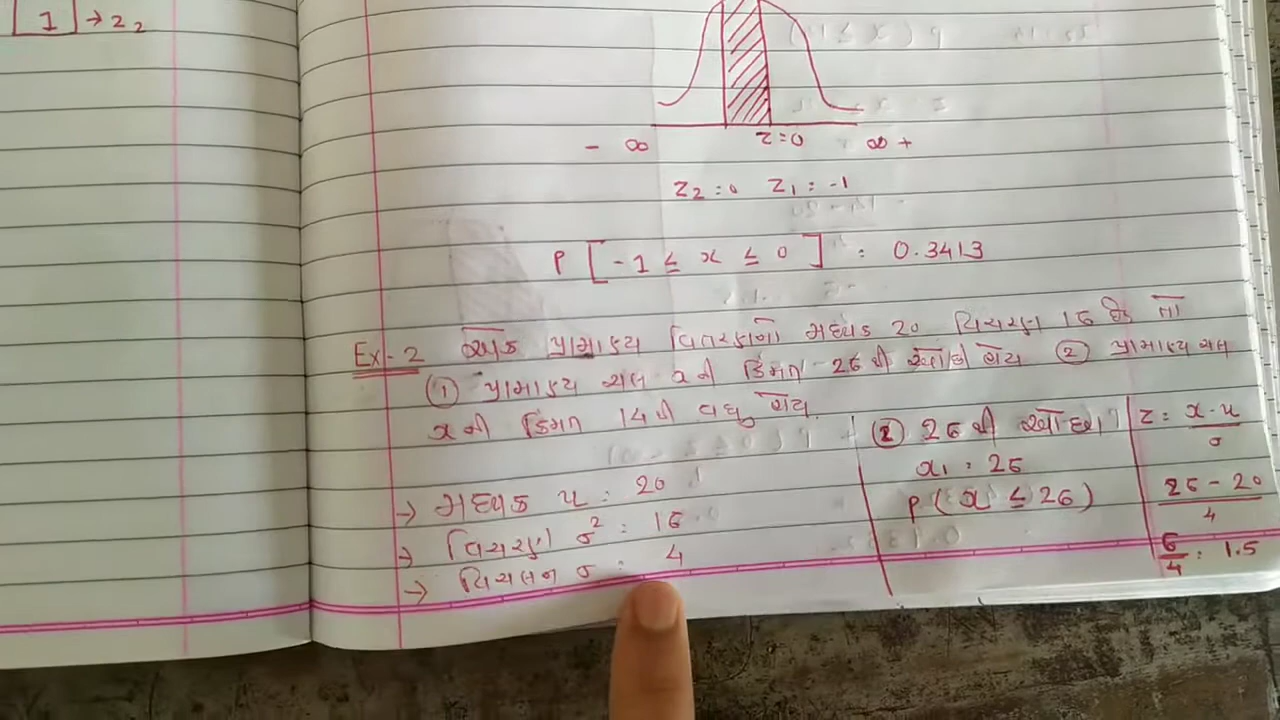 1 → z₂
z=0
- ∞ ∞ +
z₂ = 0 z₁ = -1
P [ -1 ≤ x ≤ 0 ] = 0.3413
Ex-2 એક પ્રામાણ્ય વિતરણનો મધ્યક 20 વિચરણ 16 છે તો
① પ્રામાણ્ય ચલ x ની કિંમત 26 થી ઓછી હોય ② પ્રામાણ્ય ચલ
x ની કિંમત 14 થી વધુ હોય.
→ મધ્યક μ = 20
→ વિચરણ σ² = 16
→ વિચલન σ = 4
26 થી ઓછી
x₁ = 26
P ( x ≤ 26 )
z = x-μ / σ
26 - 20 / 4
6/4 = 1.5